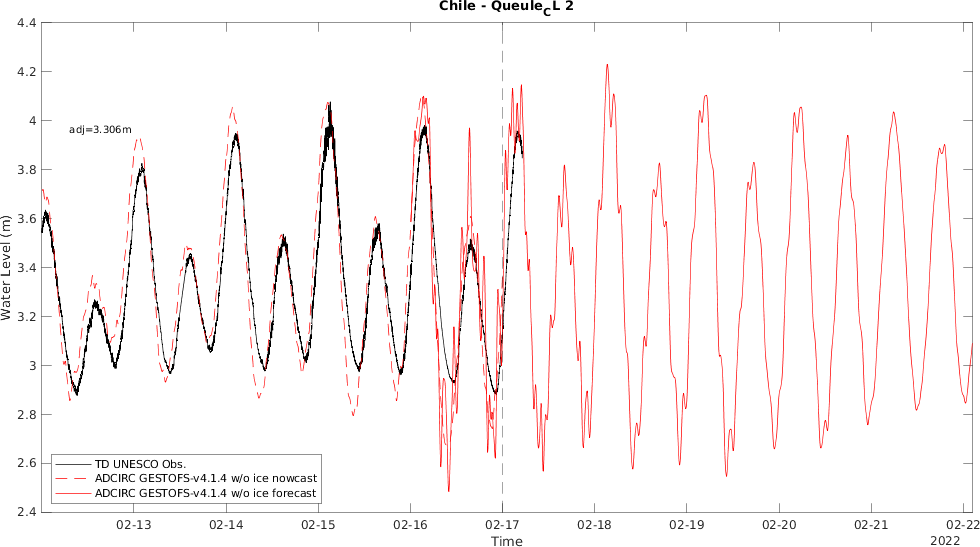 Chile - Queule_CL 2
4.4
4.2
4
3.8
3.6
3.4
3.2
3
2.8
2.6
2.4
Water Level (m)
adj=3.306m
TD UNESCO Obs.
ADCIRC GESTOFS-v4.1.4 w/o ice nowcast
ADCIRC GESTOFS-v4.1.4 w/o ice forecast
02-13 02-14 02-15 02-16 02-17 02-18 02-19 02-20 02-21 02-22
Time
2022